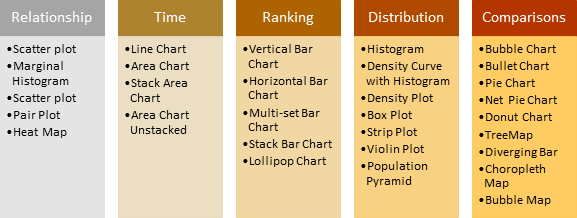 Relationship
•Scatter plot
•Marginal
Histogram
•Scatter plot
•Pair Plot
•Heat Map
Time
•Line Chart
•Area Chart
•Stack Area
Chart
•Area Chart
Unstacked
Ranking
•Vertical Bar
Chart
•Horizontal Bar
Chart
•Multi-set Bar
Chart
•Stack Bar Chart
•Lollipop Chart
Distribution
•Histogram
•Density Curve
with Histogram
•Density Plot
•Box Plot
•Strip Plot
•Violin Plot
•Population
Pyramid
Comparisons
•Bubble Chart
•Bullet Chart
•Pie Chart
•Net Pie Chart
•Donut Chart
•TreeMap
•Diverging Bar
•Choropleth
Map
•Bubble Map